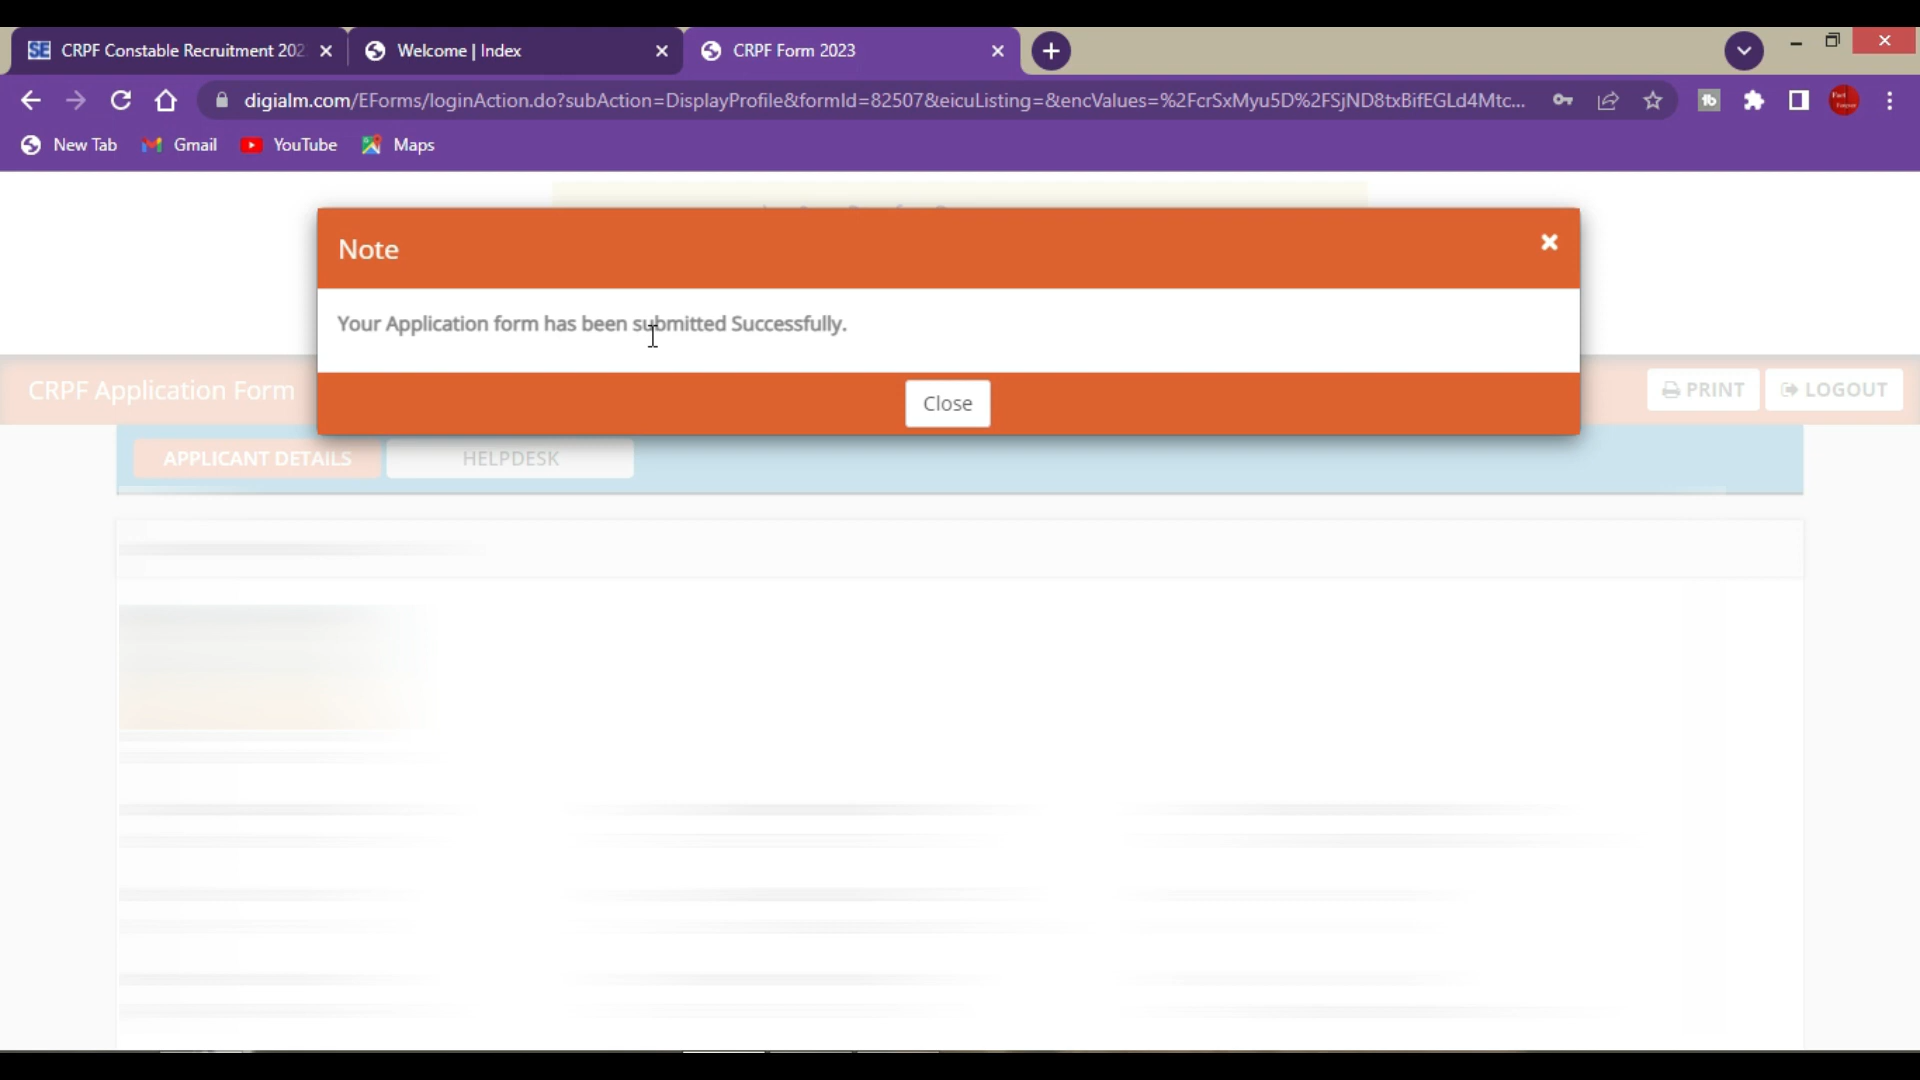 CRPF Constable Recruitment 202
Welcome | Index
CRPF Form 2023
digialm.com/EForms/loginAction.do?subAction=DisplayProfile&formId=82507&eicuListing=&encValues=%2FcrSxMyu5D%2FSjND8txBifEGLd4Mtc...
New Tab
Gmail
YouTube
Maps
Note
Your Application form has been submitted Successfully.
Close
CRPF Application Form
PRINT
LOGOUT
APPLICANT DETAILS
HELPDESK